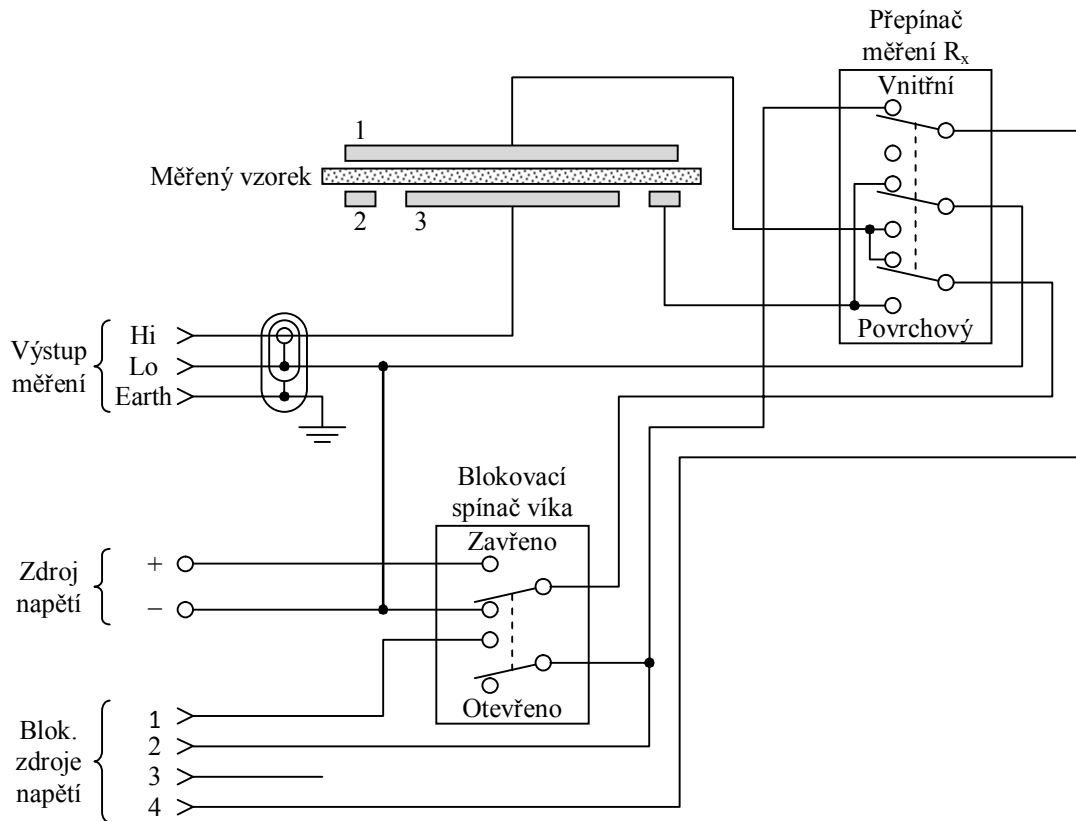 Přepínač
měření Rₓ
Vnitřní
1
Měřený vzorek
2
3
Povrchový
Výstup
měření
Hi
Lo
Earth
Blokovací
spínač víka
Zavřeno
Zdroj
napětí
+
–
Otevřeno
Blok.
zdroje
napětí
1
2
3
4